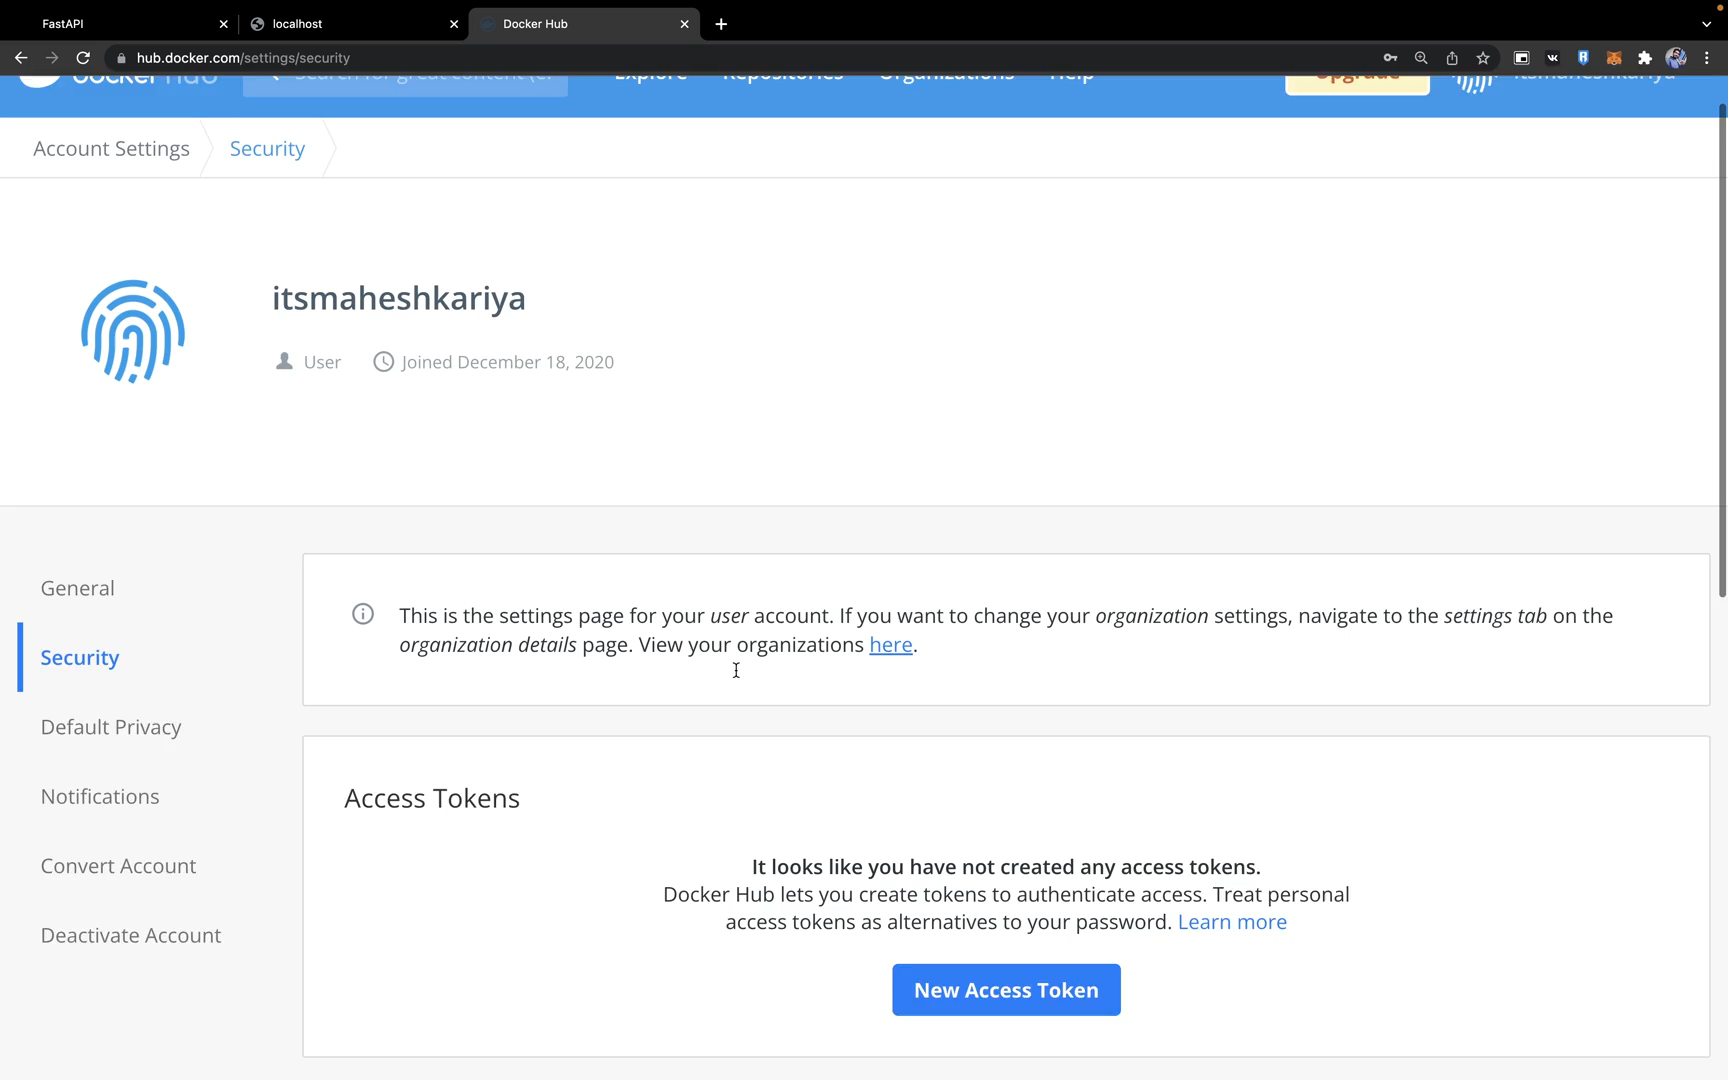 FastAPI
localhost
Docker Hub
hub.docker.com/settings/security
docker hub
Search for great content (e.
Explore
Repositories
Organizations
Help
Upgrade
itsmaheshkariya
Account Settings
Security
itsmaheshkariya
User
Joined December 18, 2020
General
Security
Default Privacy
Notifications
Convert Account
Deactivate Account
This is the settings page for your user account. If you want to change your organization settings, navigate to the settings tab on the
organization details page. View your organizations here.
Access Tokens
It looks like you have not created any access tokens.
Docker Hub lets you create tokens to authenticate access. Treat personal
access tokens as alternatives to your password. Learn more
New Access Token